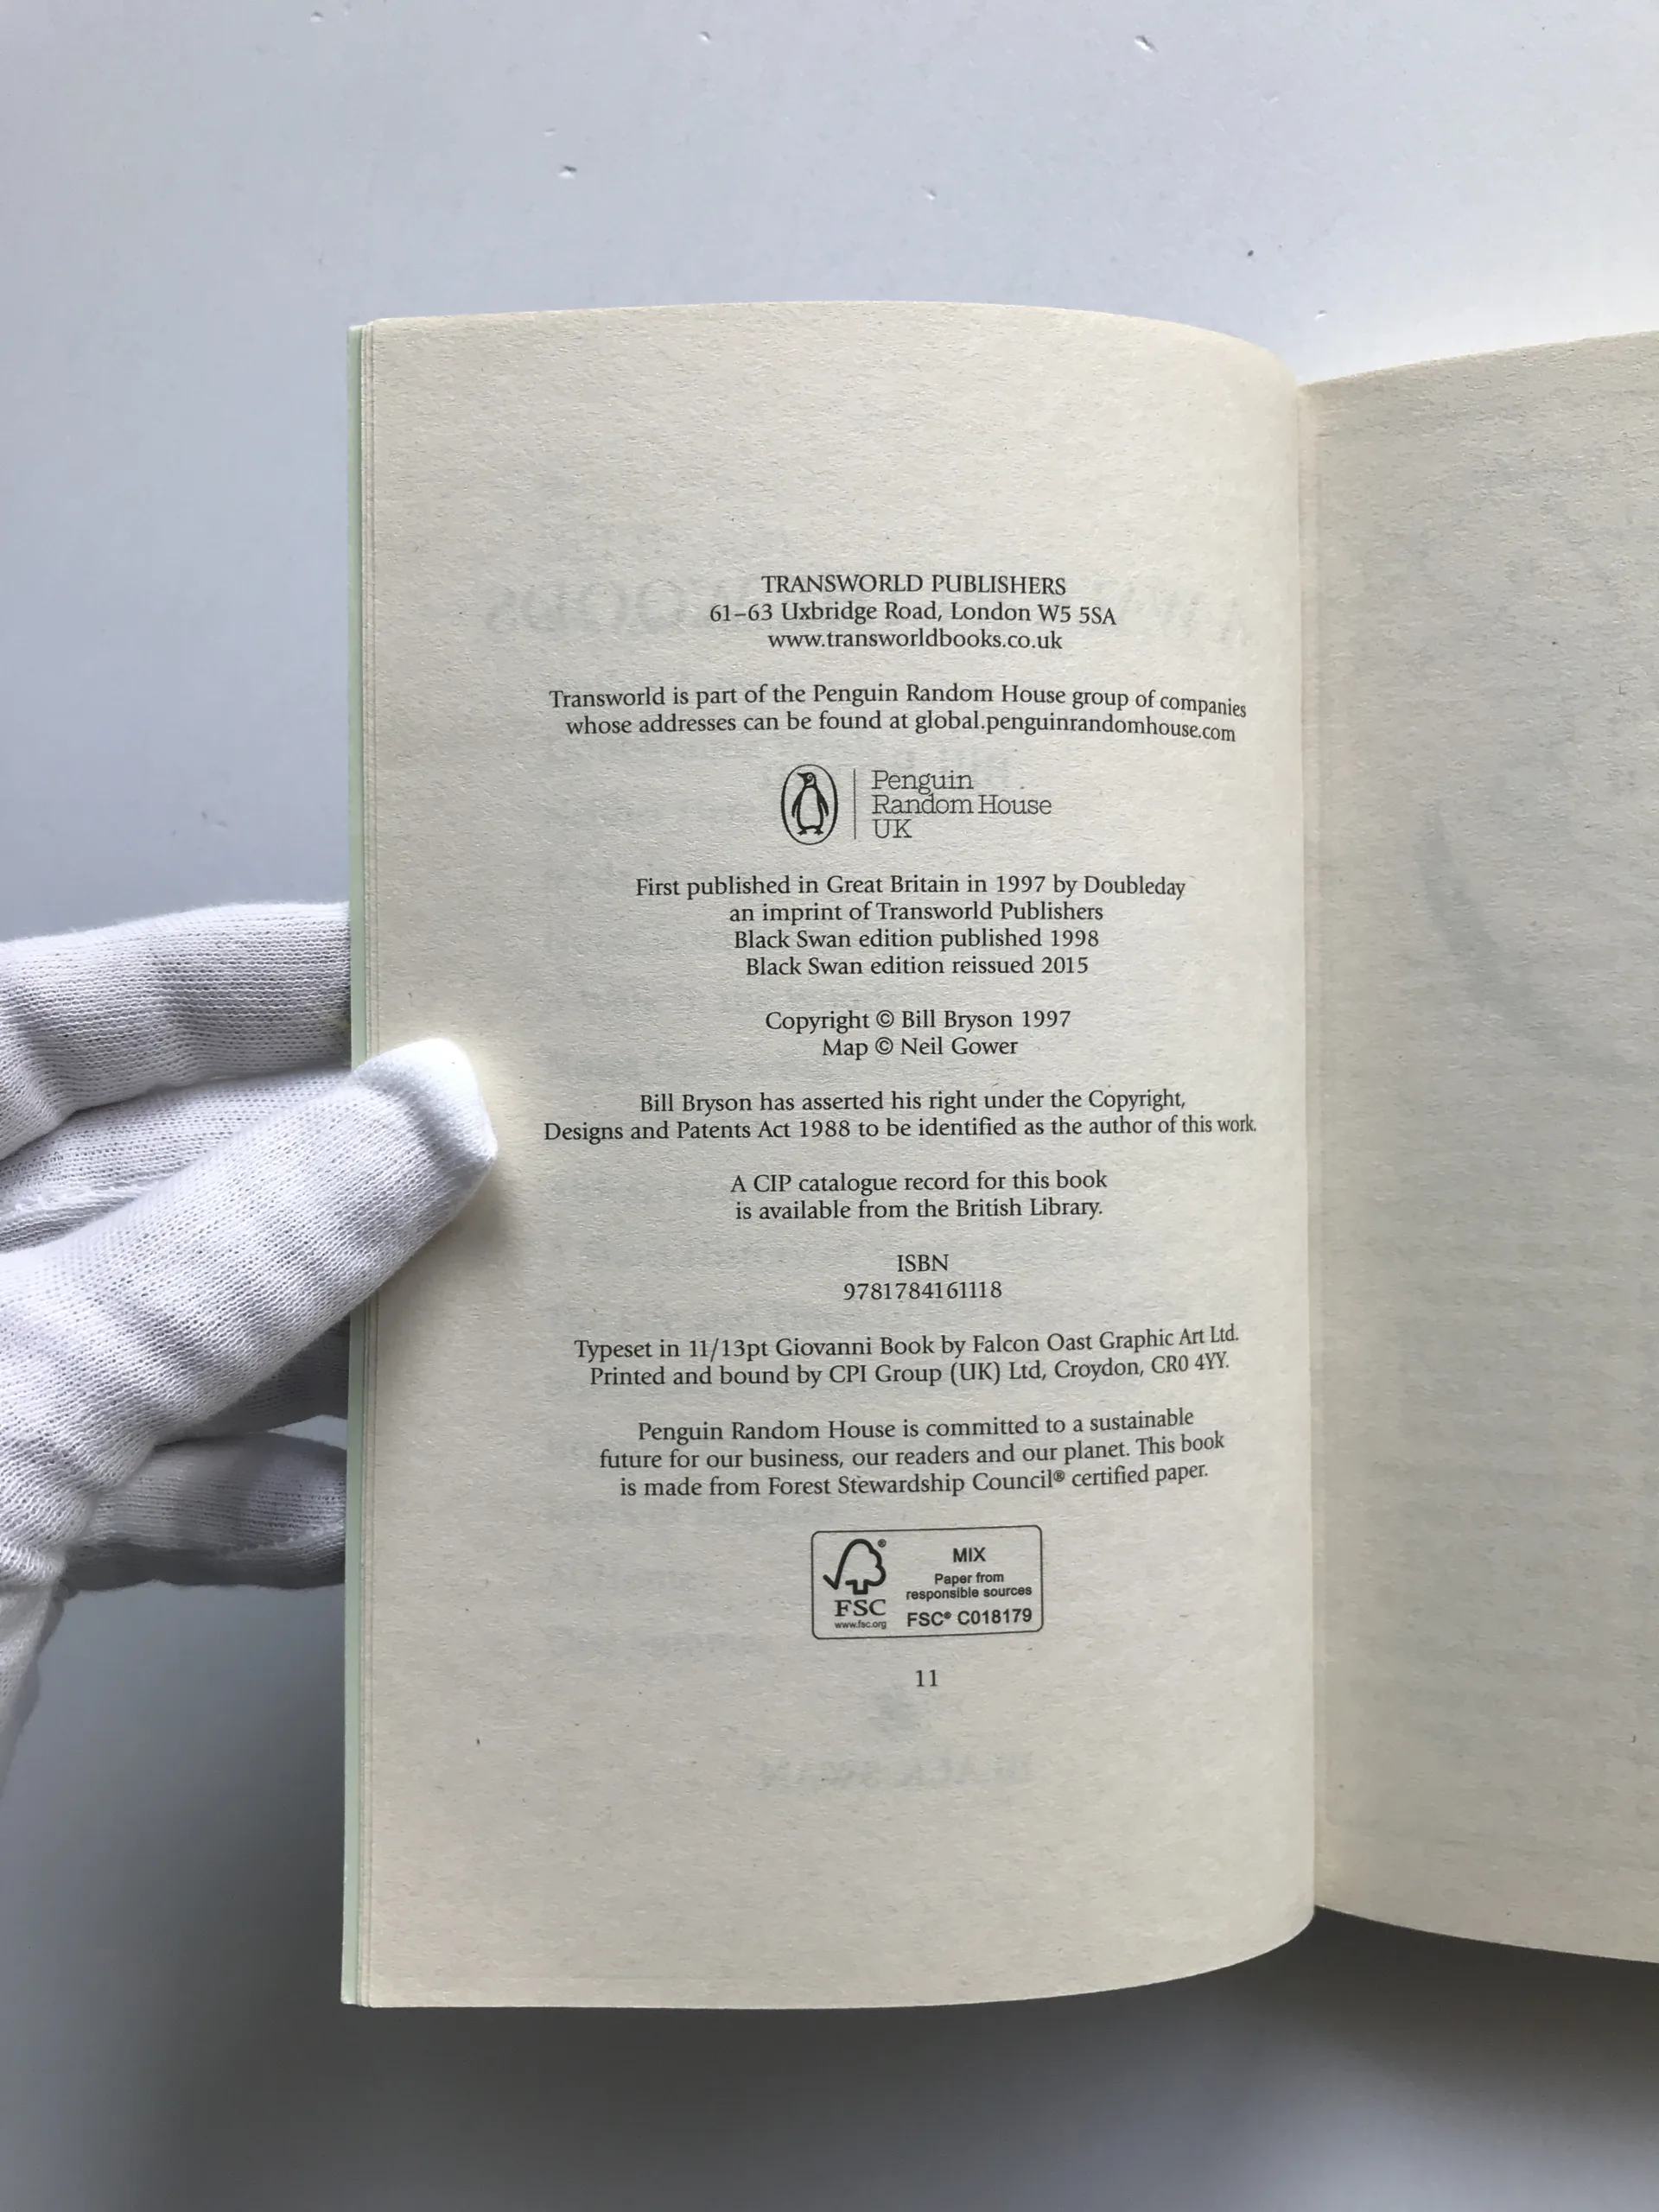 TRANSWORLD PUBLISHERS
61–63 Uxbridge Road, London W5 5SA
www.transworldbooks.co.uk
Transworld is part of the Penguin Random House group of companies
whose addresses can be found at global.penguinrandomhouse.com
Penguin
Random House
UK
First published in Great Britain in 1997 by Doubleday
an imprint of Transworld Publishers
Black Swan edition published 1998
Black Swan edition reissued 2015
Copyright © Bill Bryson 1997
Map © Neil Gower
Bill Bryson has asserted his right under the Copyright,
Designs and Patents Act 1988 to be identified as the author of this work.
A CIP catalogue record for this book
is available from the British Library.
ISBN
9781784161118
Typeset in 11/13pt Giovanni Book by Falcon Oast Graphic Art Ltd.
Printed and bound by CPI Group (UK) Ltd, Croydon, CR0 4YY.
Penguin Random House is committed to a sustainable
future for our business, our readers and our planet. This book
is made from Forest Stewardship Council® certified paper.
®
FSC
www.fsc.org
MIX
Paper from
responsible sources
FSC® C018179
11